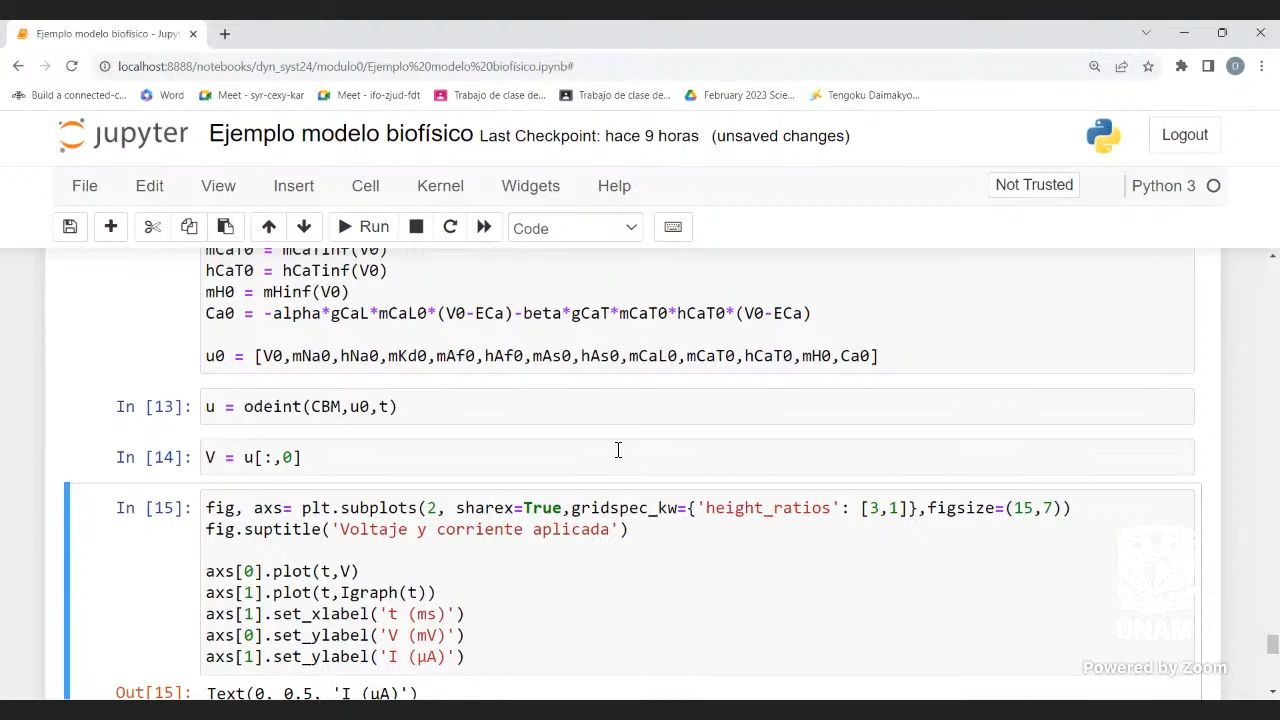 Ejemplo modelo biofísico - Jupyt
localhost:8888/notebooks/dyn_syst24/modulo0/Ejemplo%20modelo%20biofísico.ipynb#
O
Build a connected-c... Word Meet - syr-cexy-kar Meet - ifo-zjud-fdt Trabajo de clase de... Trabajo de clase de... February 2023 Scie... Tengoku Daimakyo...
jupyter Ejemplo modelo biofísico Last Checkpoint: hace 9 horas (unsaved changes) Logout
File Edit View Insert Cell Kernel Widgets Help Not Trusted Python 3
Run Code
mCaT0 = mCaTinf(V0)
hCaT0 = hCaTinf(V0)
mH0 = mHinf(V0)
Ca0 = -alpha*gCaL*mCaL0*(V0-ECa)-beta*gCaT*mCaT0*hCaT0*(V0-ECa)
u0 = [V0,mNa0,hNa0,mKd0,mAf0,hAf0,mAs0,hAs0,mCaL0,mCaT0,hCaT0,mH0,Ca0]
In [13]: u = odeint(CBM,u0,t)
In [14]: V = u[:,0]
In [15]: fig, axs= plt.subplots(2, sharex=True,gridspec_kw={'height_ratios': [3,1]},figsize=(15,7))
fig.suptitle('Voltaje y corriente aplicada')
axs[0].plot(t,V)
axs[1].plot(t,Igraph(t))
axs[1].set_xlabel('t (ms)')
axs[0].set_ylabel('V (mV)')
axs[1].set_ylabel('I (μA)')
UNAM
Powered by Zoom
Out[15]: Text(0, 0.5, 'I (μA)')